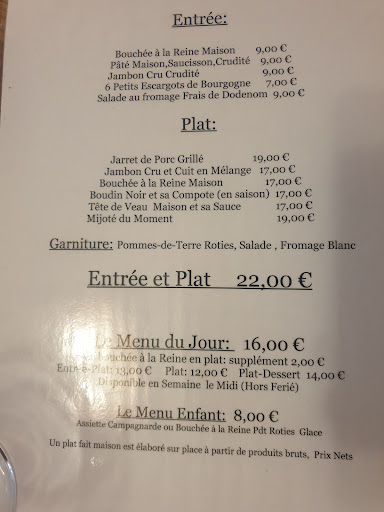 Entrée:
Bouchée à la Reine Maison 9,00 €
Pâté Maison,Saucisson,Crudité 9,00 €
Jambon Cru Crudité 9,00 €
6 Petits Escargots de Bourgogne 7,00 €
Salade au fromage Frais de Dodenom 9,00 €
Plat:
Jarret de Porc Grillé 19,00 €
Jambon Cru et Cuit en Mélange 17,00 €
Bouchée à la Reine Maison 17,00 €
Boudin Noir et sa Compote (en saison) 17,00 €
Tête de Veau Maison et sa Sauce 17,00 €
Mijoté du Moment 19,00 €
Garniture: Pommes-de-Terre Roties, Salade , Fromage Blanc
Entrée et Plat 22,00 €
Le Menu du Jour: 16,00 €
bouchée à la Reine en plat: supplément 2,00 €
Entrée-Plat: 13,00 € Plat: 12,00 € Plat-Dessert 14,00 €
Disponible en Semaine le Midi (Hors Ferié)
Le Menu Enfant: 8,00 €
Assiette Campagnarde ou Bouchée à la Reine Pdt Roties Glace
Un plat fait maison est élaboré sur place à partir de produits bruts, Prix Nets